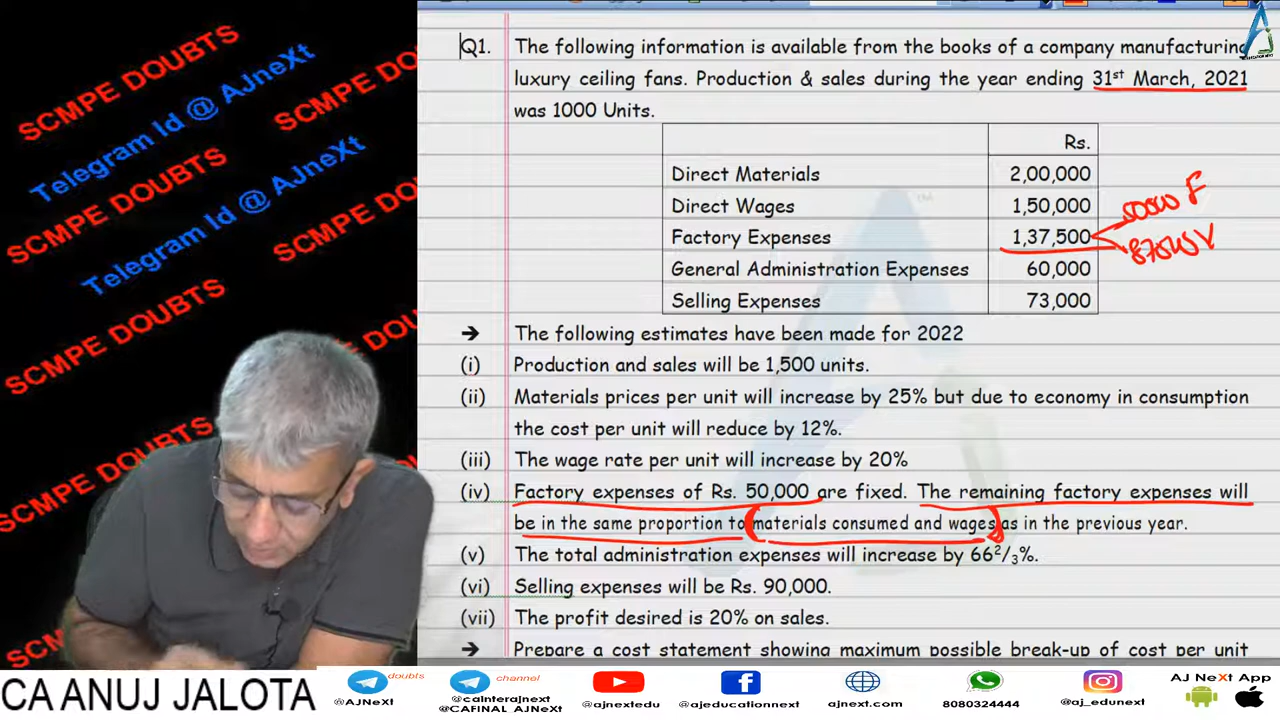 SCMPE DOUBTS
Telegram Id @ AJneXt
SCMPE DOUBTS
Telegram Id @ AJneXt
SCMPE DOUBTS
Q1. The following information is available from the books of a company manufacturing
luxury ceiling fans. Production & sales during the year ending 31st March, 2021
was 1000 Units.
Rs.
Direct Materials 2,00,000
Direct Wages 1,50,000
Factory Expenses 1,37,500
General Administration Expenses 60,000
Selling Expenses 73,000
➔ The following estimates have been made for 2022
(i) Production and sales will be 1,500 units.
(ii) Materials prices per unit will increase by 25% but due to economy in consumption
the cost per unit will reduce by 12%.
(iii) The wage rate per unit will increase by 20%
(iv) Factory expenses of Rs. 50,000 are fixed. The remaining factory expenses will
be in the same proportion to materials consumed and wages as in the previous year.
(v) The total administration expenses will increase by 66 2/3%.
(vi) Selling expenses will be Rs. 90,000.
(vii) The profit desired is 20% on sales.
➔ Prepare a cost statement showing maximum possible break-up of cost per unit
CA ANUJ JALOTA
doubts
@AJNeXt
channel
@cainterajnext
@CAFINAL_AJNeXt
@ajnextedu
@ajeducationnext
ajnext.com
8080324444
@aj_edunext
AJ NeXt App